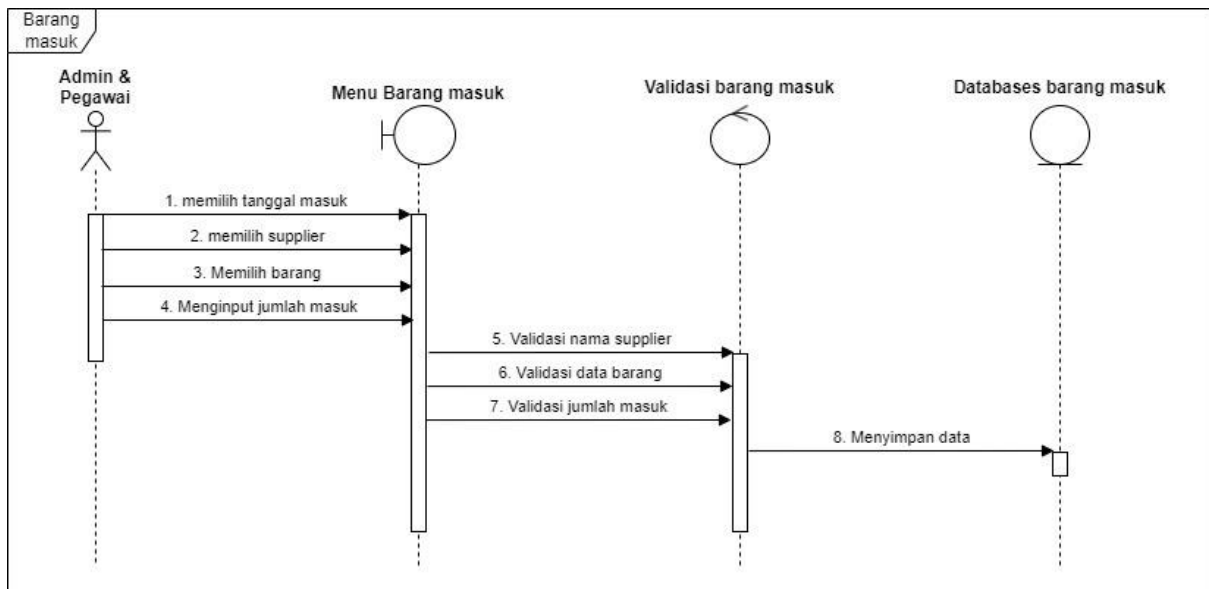 Barang
masuk
Admin &
Pegawai
Menu Barang masuk
Validasi barang masuk
Databases barang masuk
1. memilih tanggal masuk
2. memilih supplier
3. Memilih barang
4. Menginput jumlah masuk
5. Validasi nama supplier
6. Validasi data barang
7. Validasi jumlah masuk
8. Menyimpan data